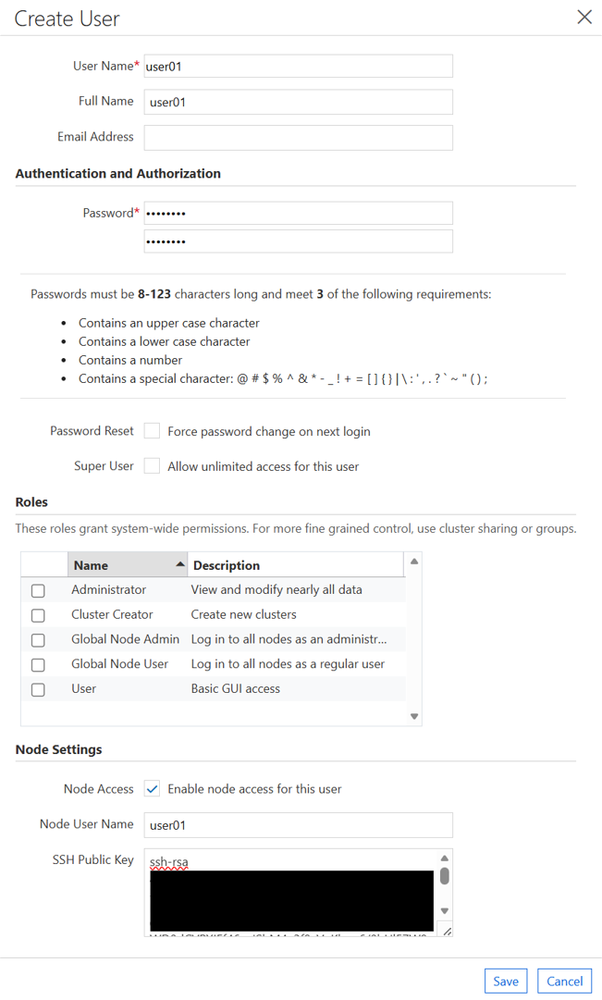 Create User
User Name* user01
Full Name user01
Email Address
Authentication and Authorization
Password* ••••••••
••••••••
Passwords must be 8-123 characters long and meet 3 of the following requirements:
• Contains an upper case character
• Contains a lower case character
• Contains a number
• Contains a special character: @ # $ % ^ & * - _ ! + = [ ] { } | \ : ' , . ? ` ~ " ( ) ;
Password Reset Force password change on next login
Super User Allow unlimited access for this user
Roles
These roles grant system-wide permissions. For more fine grained control, use cluster sharing or groups.
Name Description
Administrator View and modify nearly all data
Cluster Creator Create new clusters
Global Node Admin Log in to all nodes as an administr...
Global Node User Log in to all nodes as a regular user
User Basic GUI access
Node Settings
Node Access Enable node access for this user
Node User Name user01
SSH Public Key ssh-rsa
Save Cancel